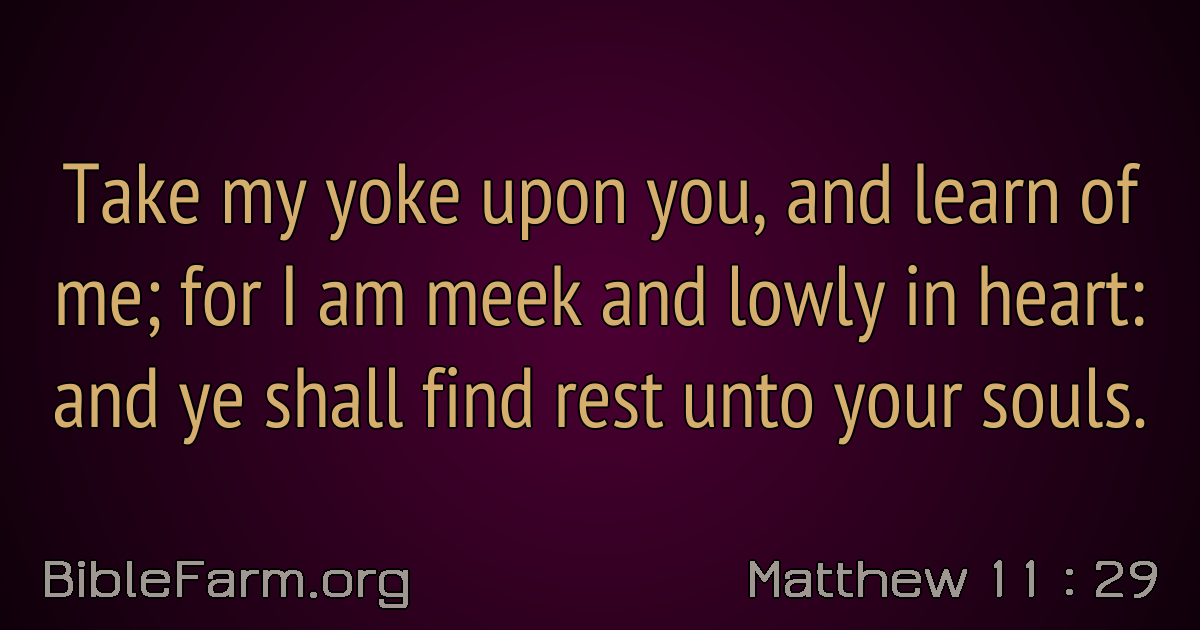 Take my yoke upon you, and learn of
me; for I am meek and lowly in heart:
and ye shall find rest unto your souls.
BibleFarm.org
Matthew 11 : 29